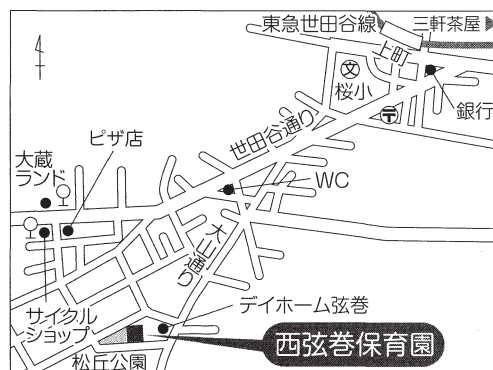 東急世田谷線
三軒茶屋
上町
文
桜小
〒
銀行
世田谷通り
ピザ店
大蔵
ランド
WC
大山通り
サイクル
ショップ
デイホーム弦巻
西弦巻保育園
松丘公園